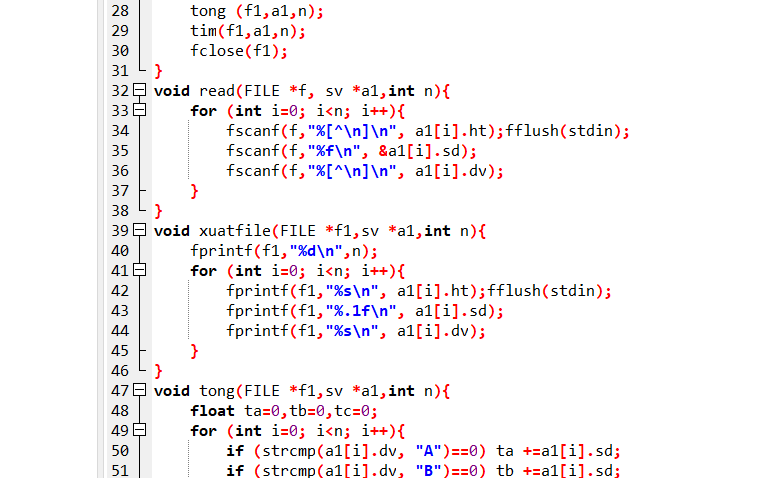 28 tong (f1,a1,n);
29 tim(f1,a1,n);
30 fclose(f1);
31 }
32 void read(FILE *f, sv *a1,int n){
33 for (int i=0; i<n; i++){
34 fscanf(f,"%[^\n]\n", a1[i].ht);fflush(stdin);
35 fscanf(f,"%f\n", &a1[i].sd);
36 fscanf(f,"%[^\n]\n", a1[i].dv);
37 }
38 }
39 void xuatfile(FILE *f1,sv *a1,int n){
40 fprintf(f1,"%d\n",n);
41 for (int i=0; i<n; i++){
42 fprintf(f1,"%s\n", a1[i].ht);fflush(stdin);
43 fprintf(f1,"%.1f\n", a1[i].sd);
44 fprintf(f1,"%s\n", a1[i].dv);
45 }
46 }
47 void tong(FILE *f1,sv *a1,int n){
48 float ta=0,tb=0,tc=0;
49 for (int i=0; i<n; i++){
50 if (strcmp(a1[i].dv, "A")==0) ta +=a1[i].sd;
51 if (strcmp(a1[i].dv, "B")==0) tb +=a1[i].sd;